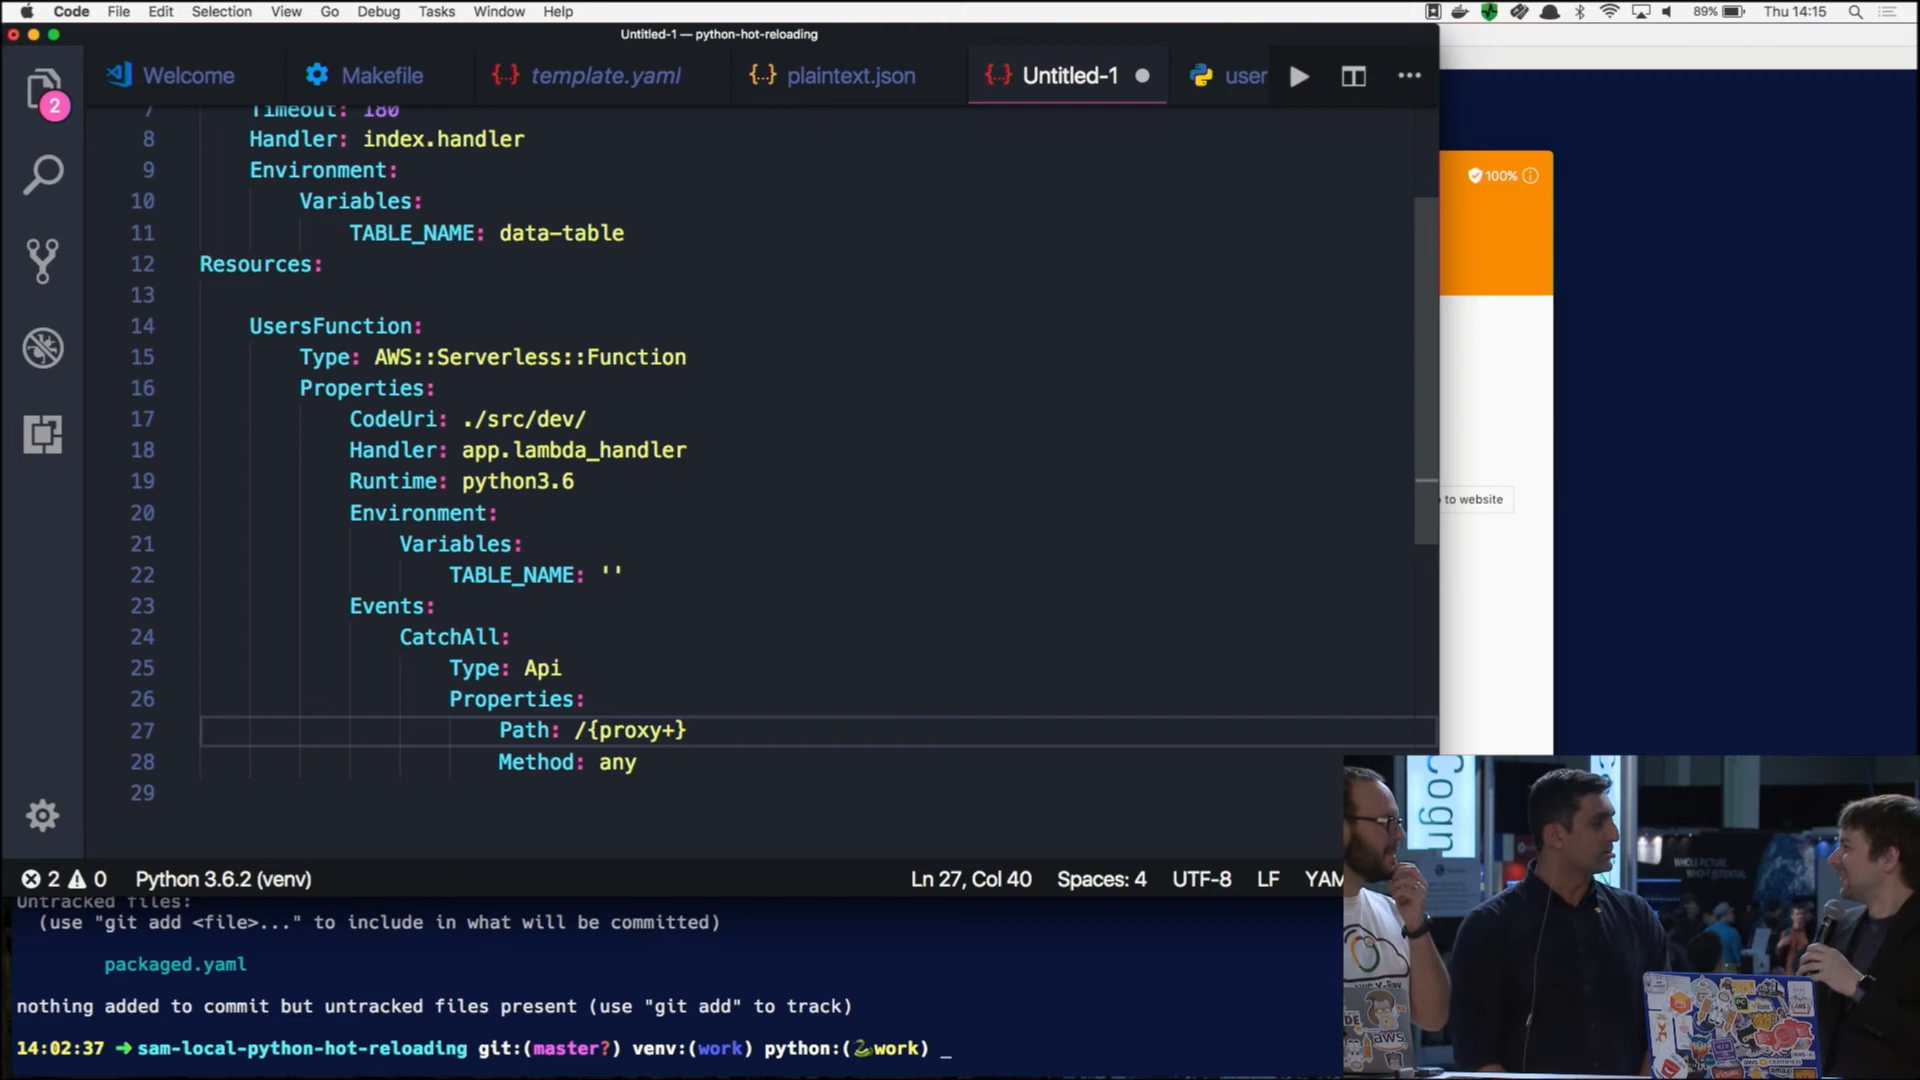 Code File Edit Selection View Go Debug Tasks Window Help
89% Thu 14:15
Untitled-1 — python-hot-reloading
2
Welcome
Makefile
template.yaml
plaintext.json
Untitled-1
user
7 Timeout: 180
8 Handler: index.handler
9 Environment:
10 Variables:
11 TABLE_NAME: data-table
12 Resources:
13
14 UsersFunction:
15 Type: AWS::Serverless::Function
16 Properties:
17 CodeUri: ./src/dev/
18 Handler: app.lambda_handler
19 Runtime: python3.6
20 Environment:
21 Variables:
22 TABLE_NAME: ''
23 Events:
24 CatchAll:
25 Type: Api
26 Properties:
27 Path: /{proxy+}
28 Method: any
29
100%
to website
2 0 Python 3.6.2 (venv) Ln 27, Col 40 Spaces: 4 UTF-8 LF YAM
Untracked files:
(use "git add <file>..." to include in what will be committed)
packaged.yaml
nothing added to commit but untracked files present (use "git add" to track)
14:02:37 ➜ sam-local-python-hot-reloading git:(master?) venv:(work) python:(🐍work) _
Cogn
WHOLE PICTURE.
aws